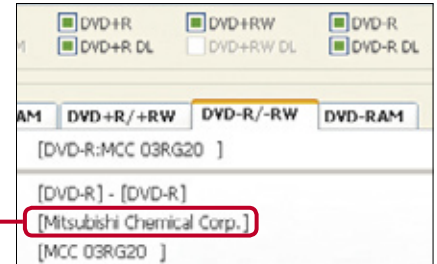 DVD+R DVD+RW DVD-R
DVD+R DL DVD+RW DL DVD-R DL
AM DVD+R/+RW DVD-R/-RW DVD-RAM
[DVD-R:MCC 03RG20 ]
[DVD-R] - [DVD-R]
[Mitsubishi Chemical Corp.]
[MCC 03RG20 ]